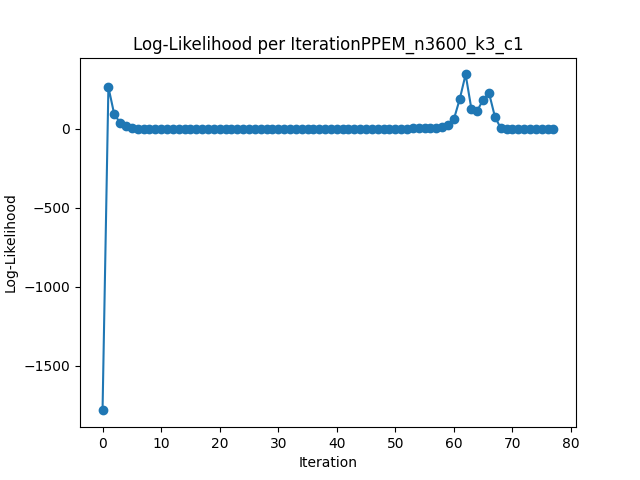 Log-Likelihood per IterationPPEM_n3600_k3_c1
0
−500
−1000
−1500
Log-Likelihood
0 10 20 30 40 50 60 70 80
Iteration